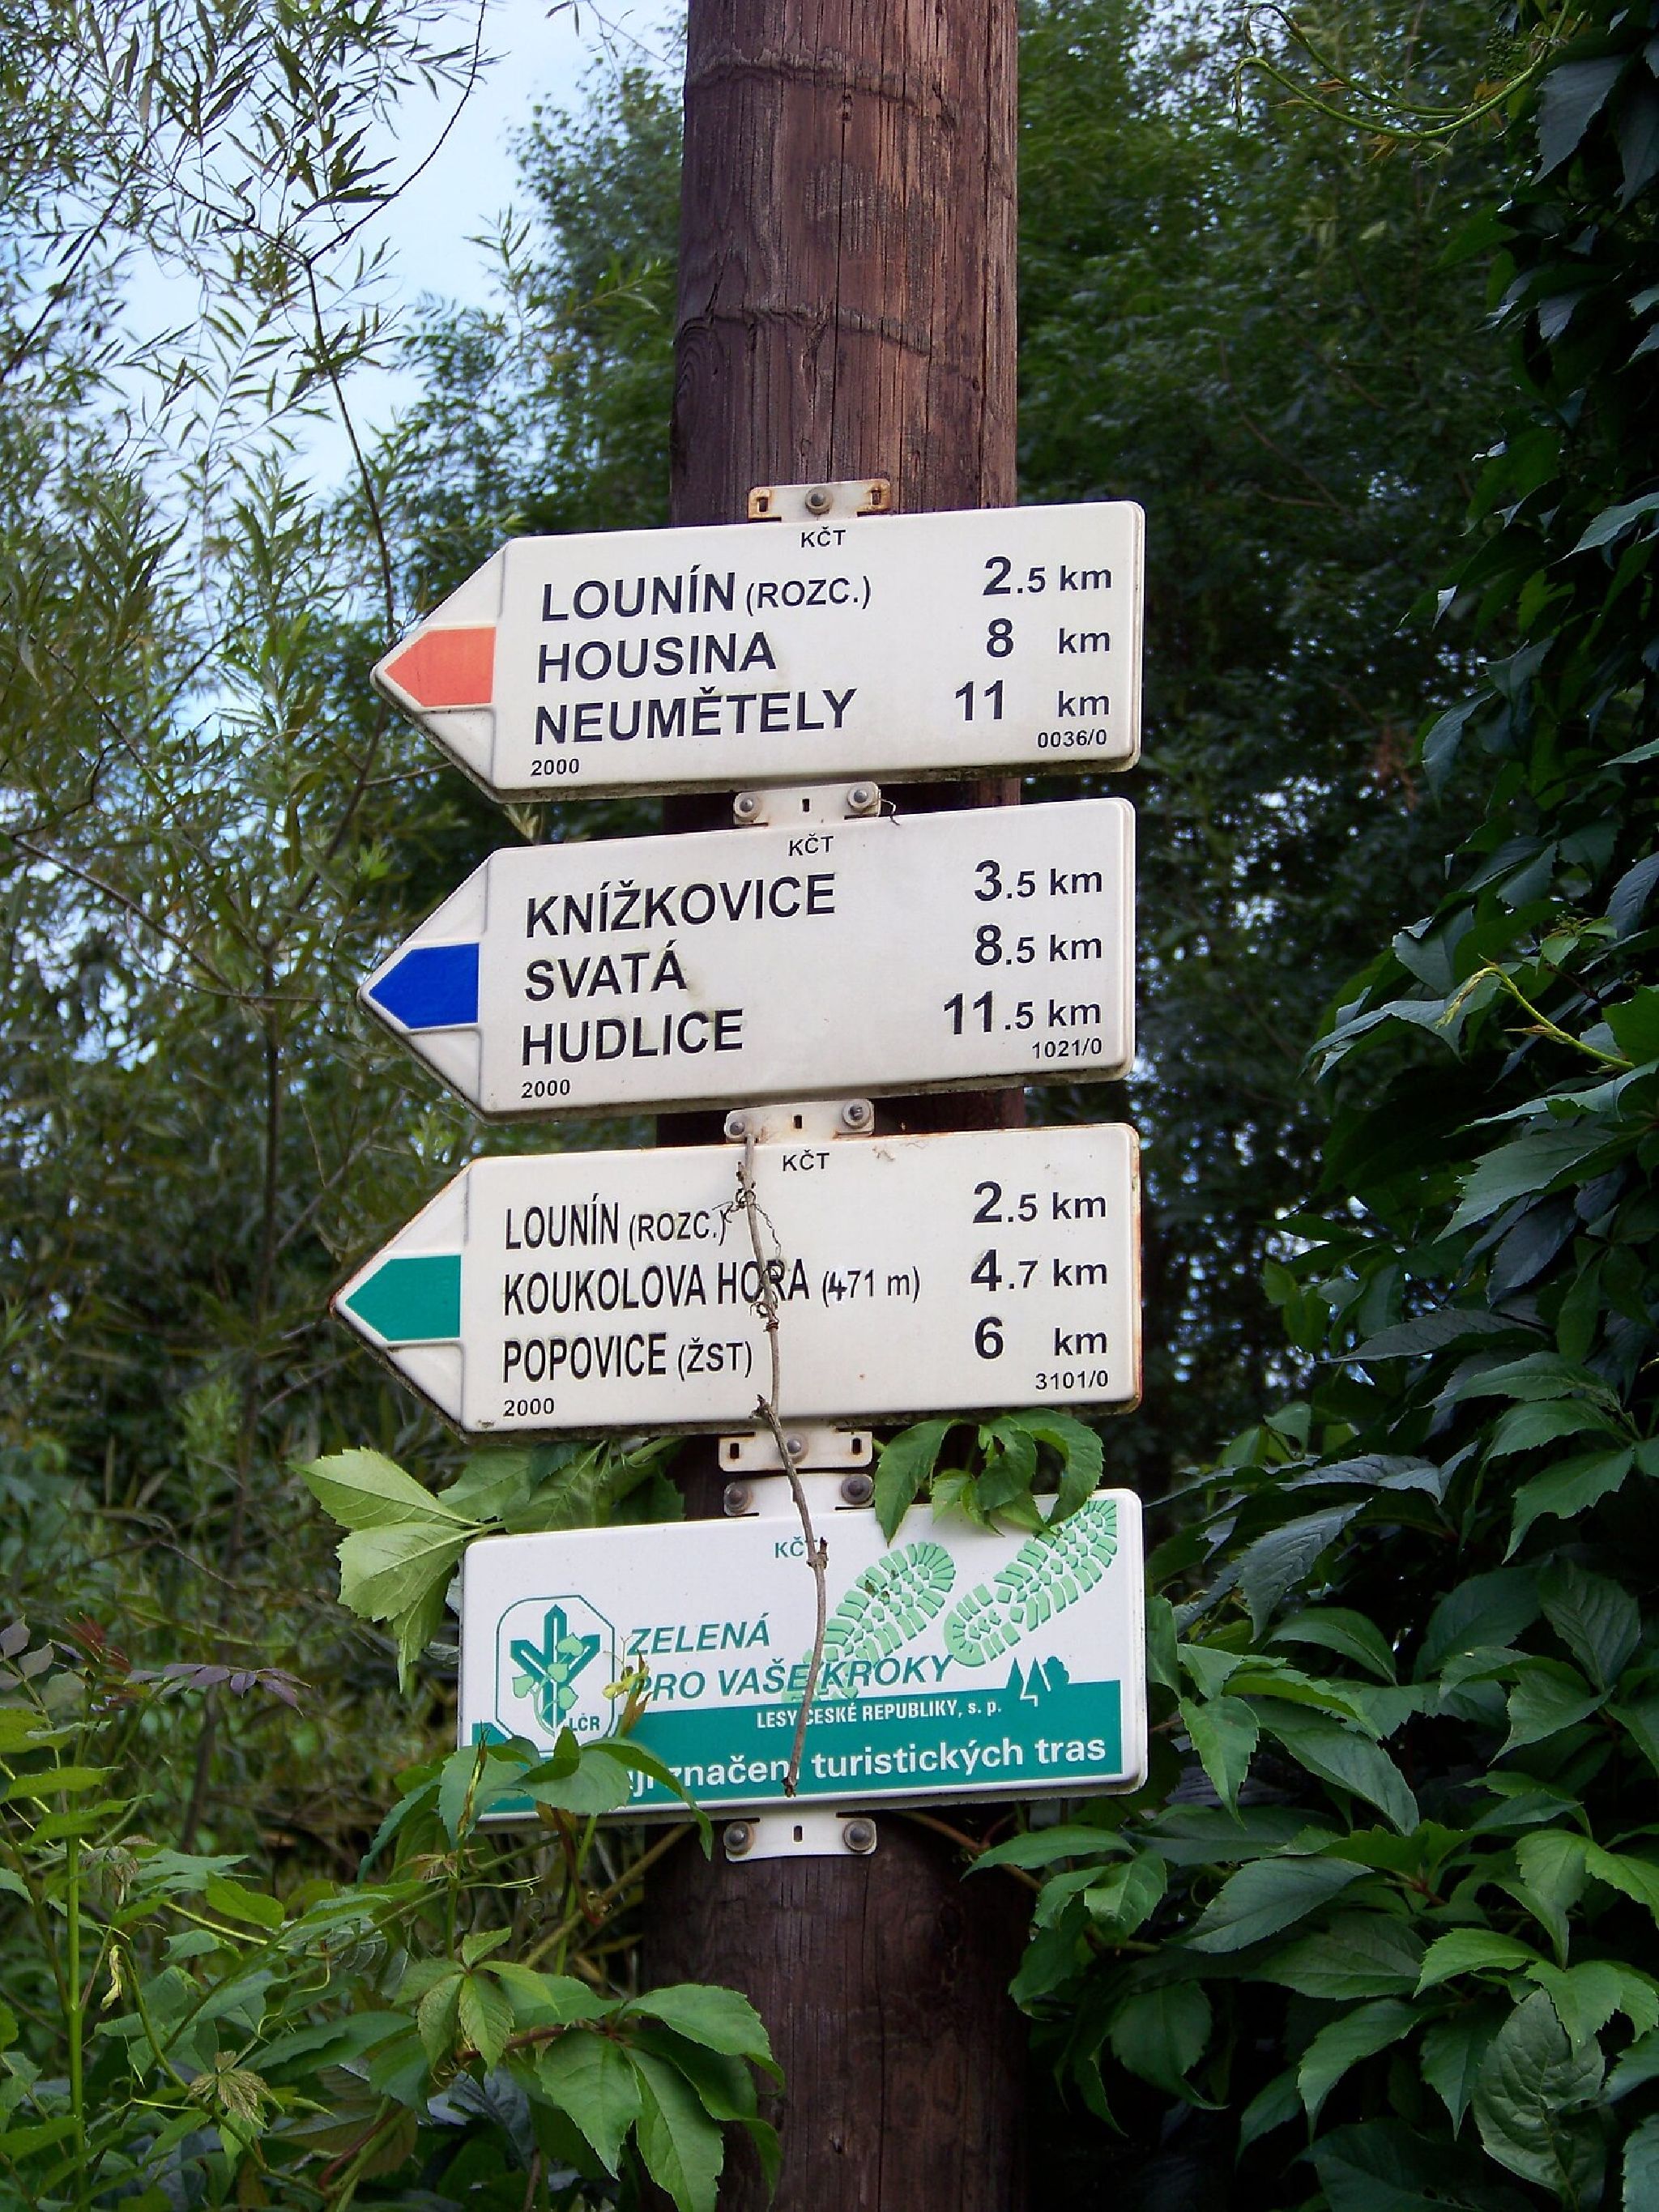 KČT
LOUNÍN (ROZC.) 2.5 km
HOUSINA 8 km
NEUMĚTELY 11 km
2000 0036/0
KČT
KNÍŽKOVICE 3.5 km
SVATÁ 8.5 km
HUDLICE 11.5 km
2000 1021/0
KČT
LOUNÍN (ROZC.) 2.5 km
KOUKOLOVA HORA (471 m) 4.7 km
POPOVICE (ŽST) 6 km
2000 3101/0
KČT
ZELENÁ
PRO VAŠE KROKY
LČR
LESY ČESKÉ REPUBLIKY, s. p.
značení turistických tras